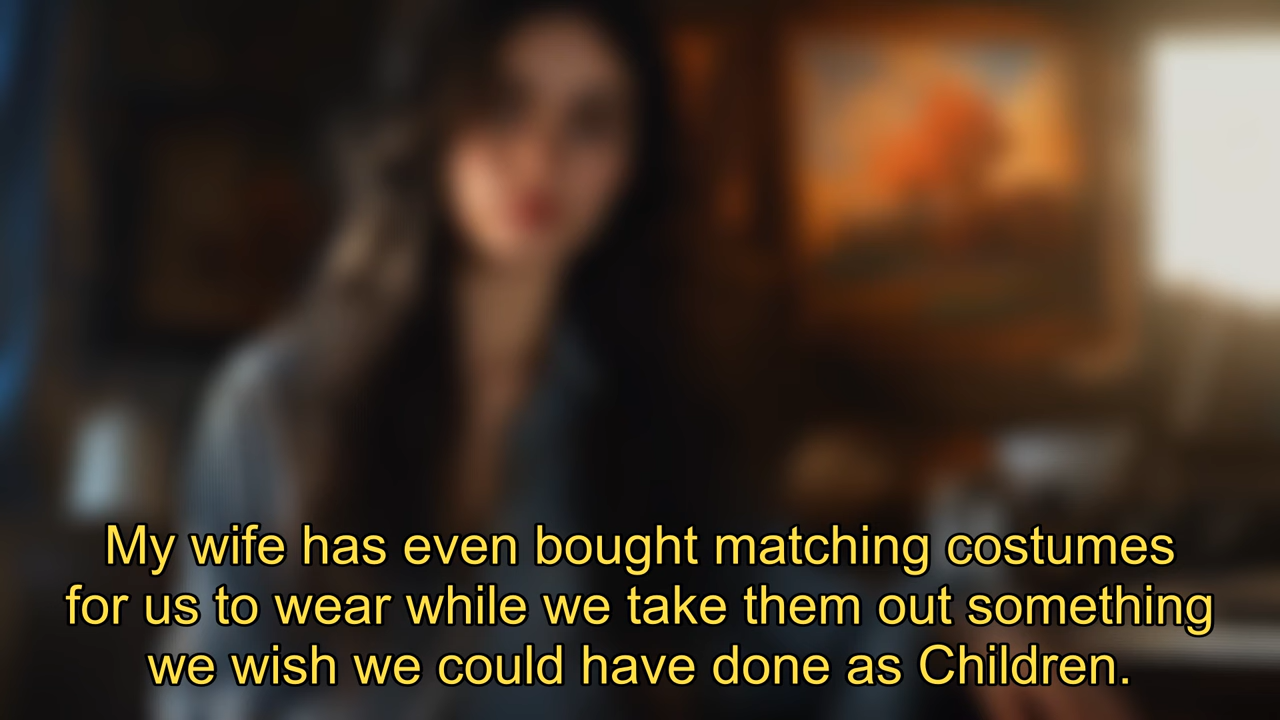 My wife has even bought matching costumes
for us to wear while we take them out something
we wish we could have done as Children.